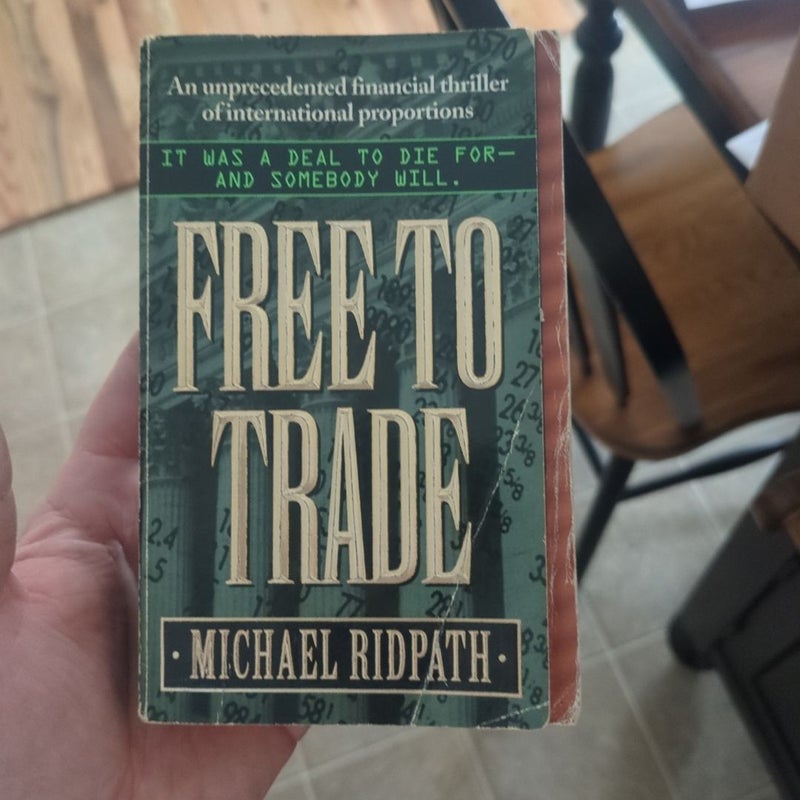 An unprecedented financial thriller
of international proportions
IT WAS A DEAL TO DIE FOR—
AND SOMEBODY WILL.
FREE TO
TRADE
· MICHAEL RIDPATH ·